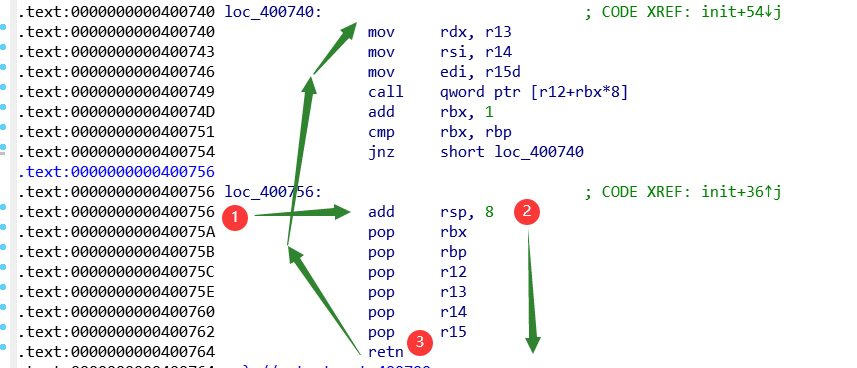 .text:0000000000400740 loc_400740: ; CODE XREF: init+54↓j
.text:0000000000400740 mov rdx, r13
.text:0000000000400743 mov rsi, r14
.text:0000000000400746 mov edi, r15d
.text:0000000000400749 call qword ptr [r12+rbx*8]
.text:000000000040074D add rbx, 1
.text:0000000000400751 cmp rbx, rbp
.text:0000000000400754 jnz short loc_400740
.text:0000000000400756
.text:0000000000400756 loc_400756: ; CODE XREF: init+36↑j
.text:0000000000400756 1 add rsp, 8 2
.text:000000000040075A pop rbx
.text:000000000040075B pop rbp
.text:000000000040075C pop r12
.text:000000000040075E pop r13
.text:0000000000400760 pop r14
.text:0000000000400762 pop r15
.text:0000000000400764 retn 3